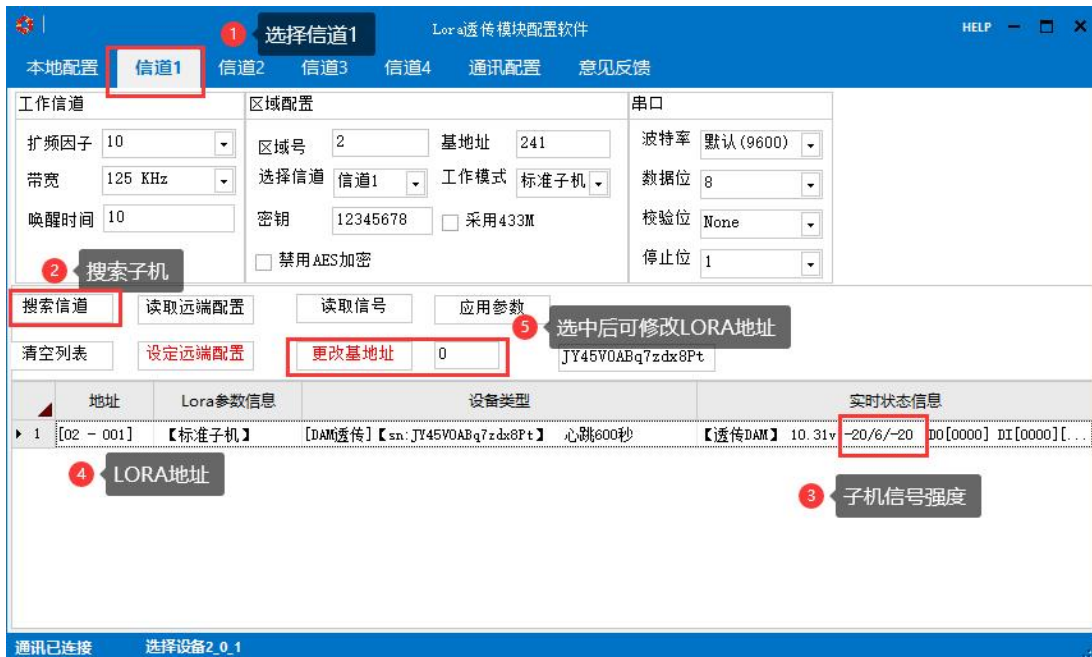 1 选择信道1 Lora透传模块配置软件 HELP
本地配置 信道1 信道2 信道3 信道4 通讯配置 意见反馈
工作信道 区域配置 串口
扩频因子 10 区域号 2 基地址 241 波特率 默认(9600)
带宽 125 KHz 选择信道 信道1 工作模式 标准子机 数据位 8
唤醒时间 10 密钥 12345678 采用433M 校验位 None
禁用AES加密 停止位 1
2 搜索子机
搜索信道 读取远端配置 读取信号 应用参数
5 选中后可修改LORA地址
清空列表 设定远端配置 更改基地址 0 JY45V0ABq7zdx8Pt
地址 Lora参数信息 设备类型 实时状态信息
1 [02 - 001] 【标准子机】 [DAM透传]【sn:JY45V0ABq7zdx8Pt】 心跳600秒 【透传DAM】 10.31v -20/6/-20 DO[0000] DI[0000][...
4 LORA地址
3 子机信号强度
通讯已连接 选择设备2_0_1